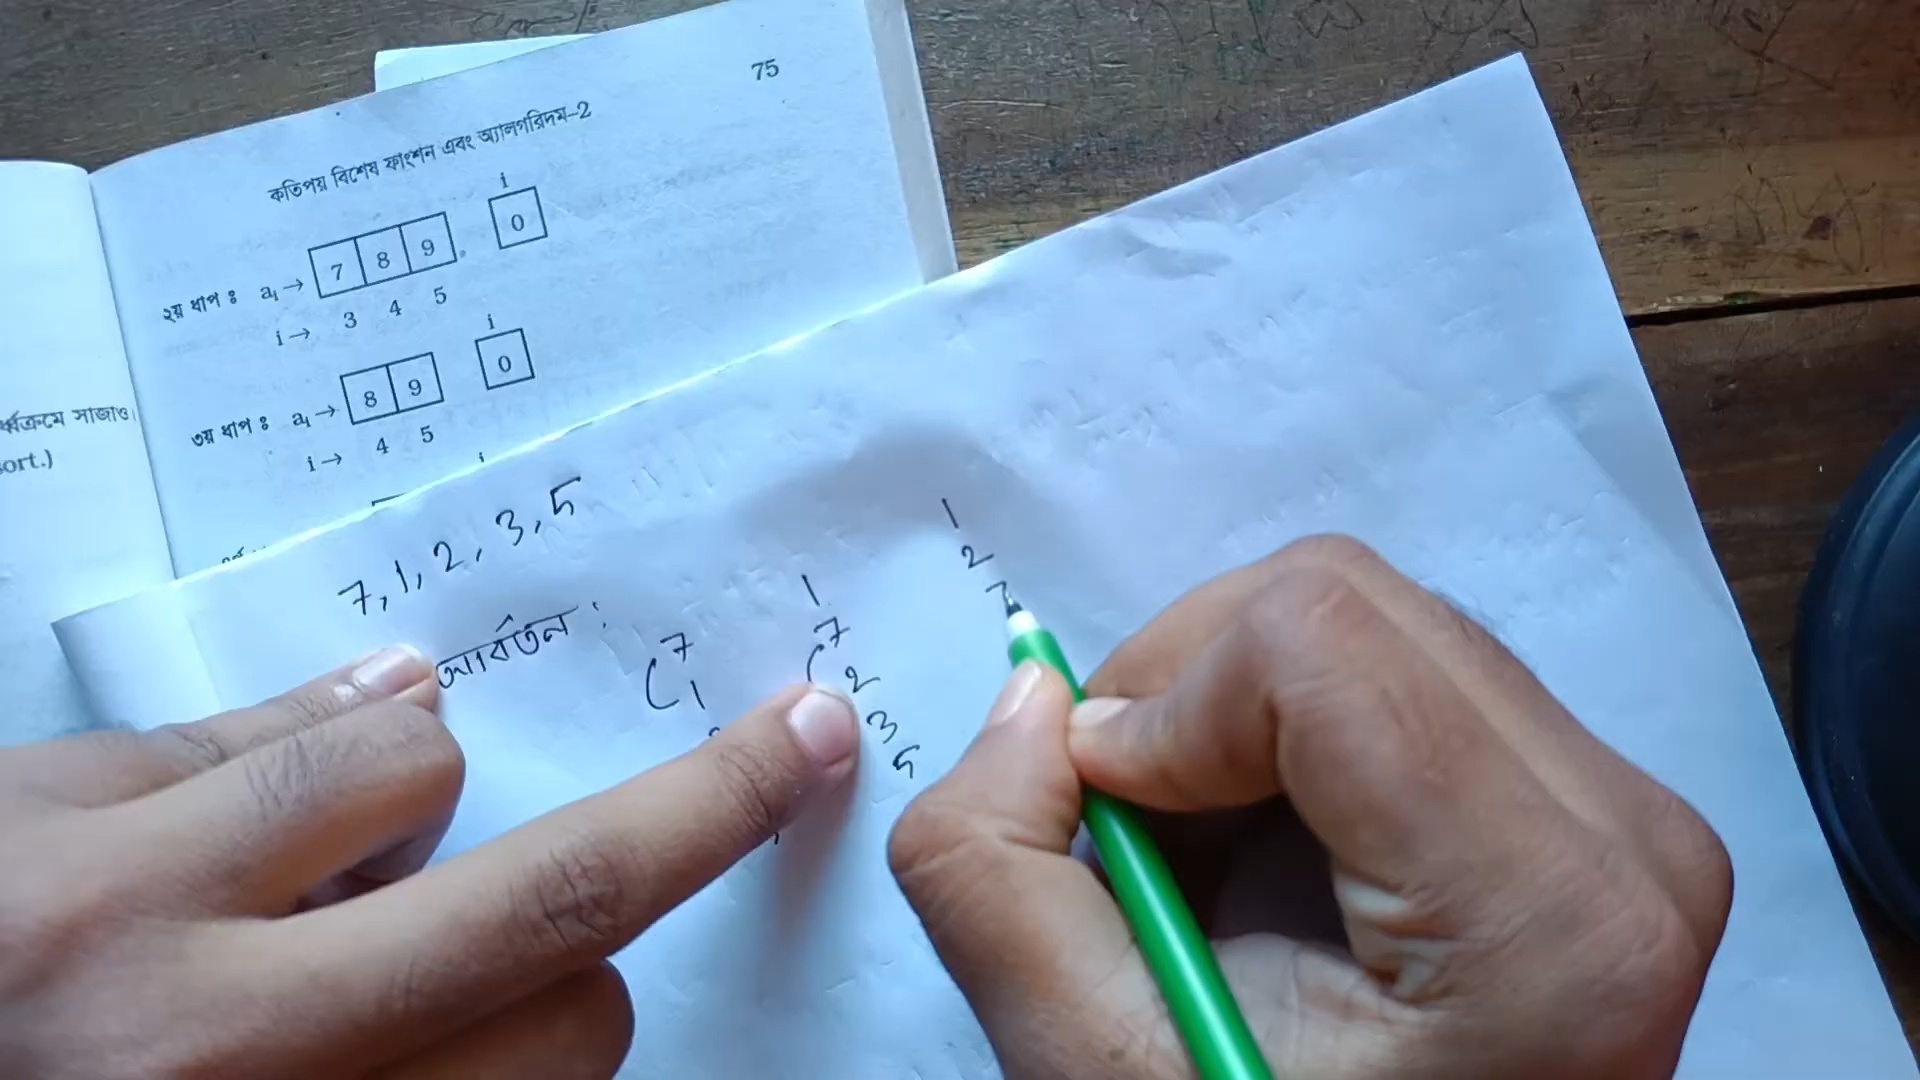 75
কতিপয় বিশেষ ফাংশন এবং অ্যালগরিদম–2
i
২য় ধাপ : a₁ → 7 8 9 0
i → 3 4 5
i
৩য় ধাপ : a₁ → 8 9 0
i → 4 5
i
র্ধ্বক্রমে সাজাও।
ort.)
7, 1, 2, 3, 5
আবর্তন :
7
1
1
7
2
3
5
1
2
7